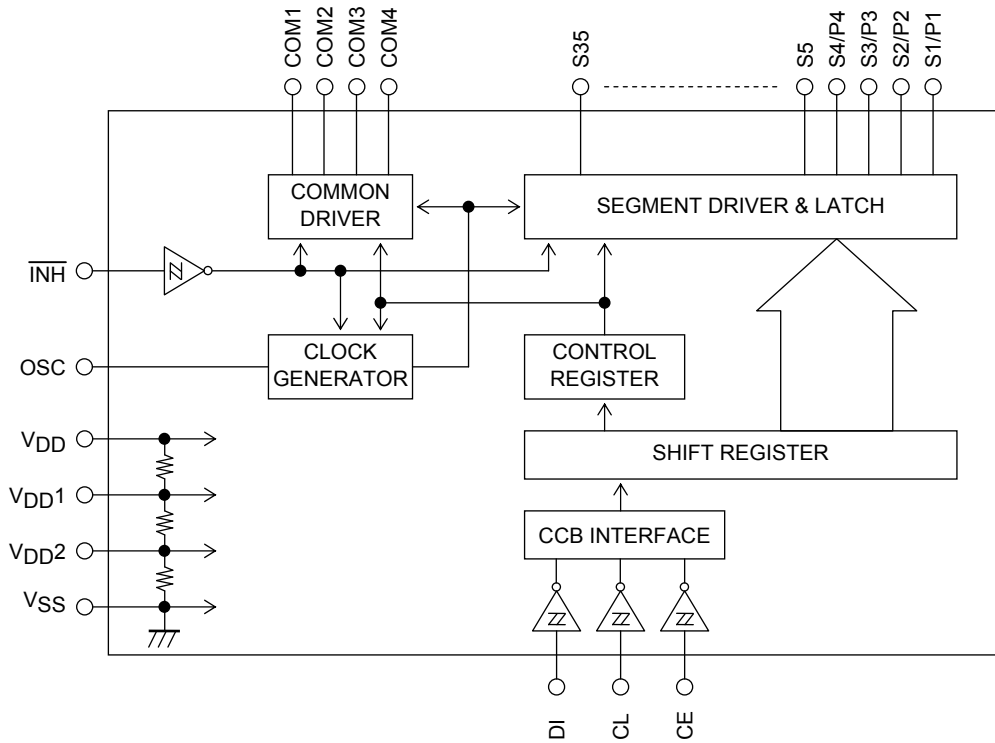 COM1
COM2
COM3
COM4
S35
S5
S4/P4
S3/P3
S2/P2
S1/P1
COMMON
DRIVER
SEGMENT DRIVER & LATCH
INH
OSC
CLOCK
GENERATOR
CONTROL
REGISTER
VDD
SHIFT REGISTER
VDD1
CCB INTERFACE
VDD2
VSS
DI
CL
CE